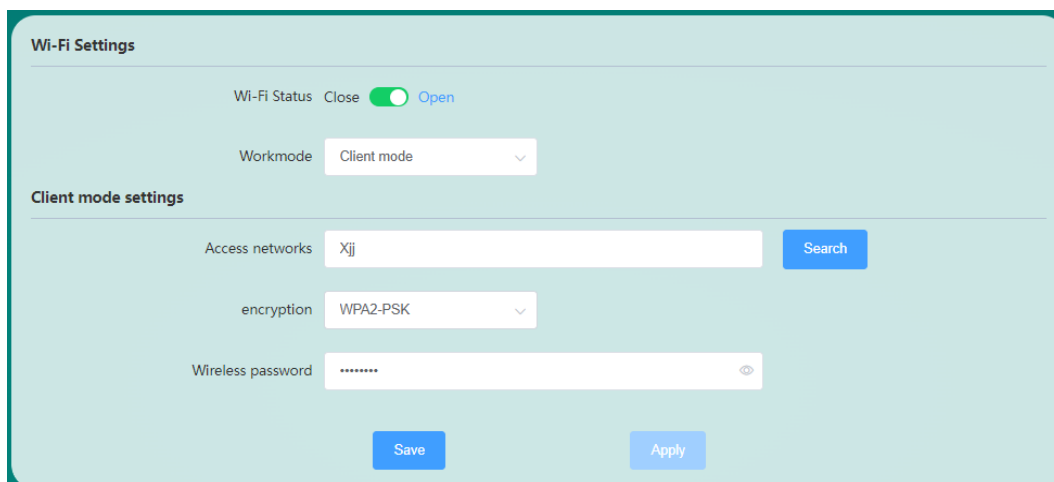 Wi-Fi Settings
Wi-Fi Status Close Open
Workmode Client mode
Client mode settings
Access networks Xjj Search
encryption WPA2-PSK
Wireless password ••••••••
Save Apply